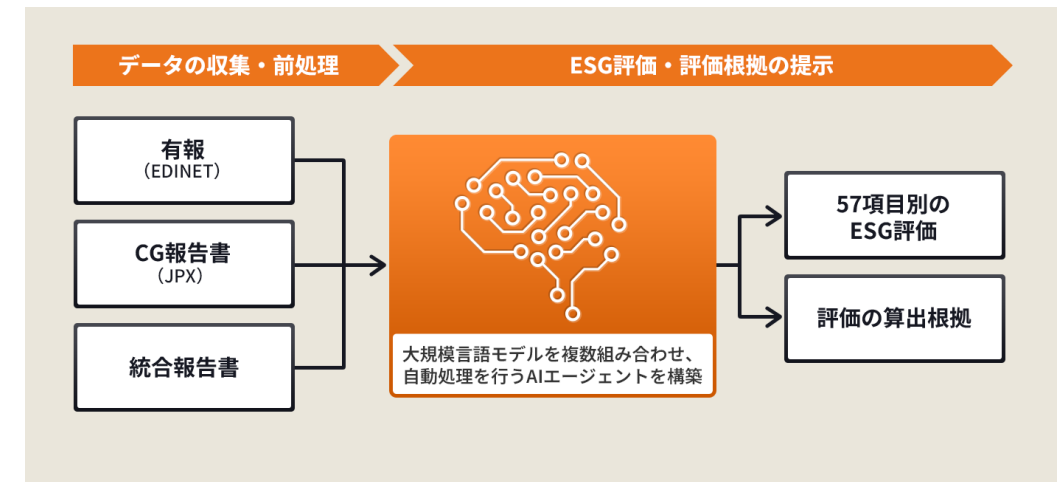 データの収集・前処理
ESG評価・評価根拠の提示
有報
（EDINET）
CG報告書
（JPX）
統合報告書
大規模言語モデルを複数組み合わせ、
自動処理を行うAIエージェントを構築
57項目別の
ESG評価
評価の算出根拠